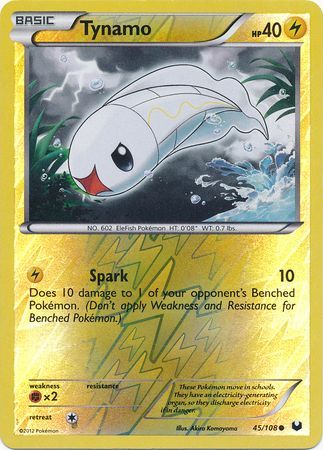 BASIC
Tynamo
HP40
NO. 602 EleFish Pokémon HT: 0'08" WT: 0.7 lbs.
Spark 10
Does 10 damage to 1 of your opponent's Benched
Pokémon. (Don't apply Weakness and Resistance for
Benched Pokémon.)
weakness
×2
resistance
retreat
These Pokémon move in schools.
They have an electricity-generating
organ, so they discharge electricity
if in danger.
©2012 Pokémon
Illus. Akira Komayama
45/108